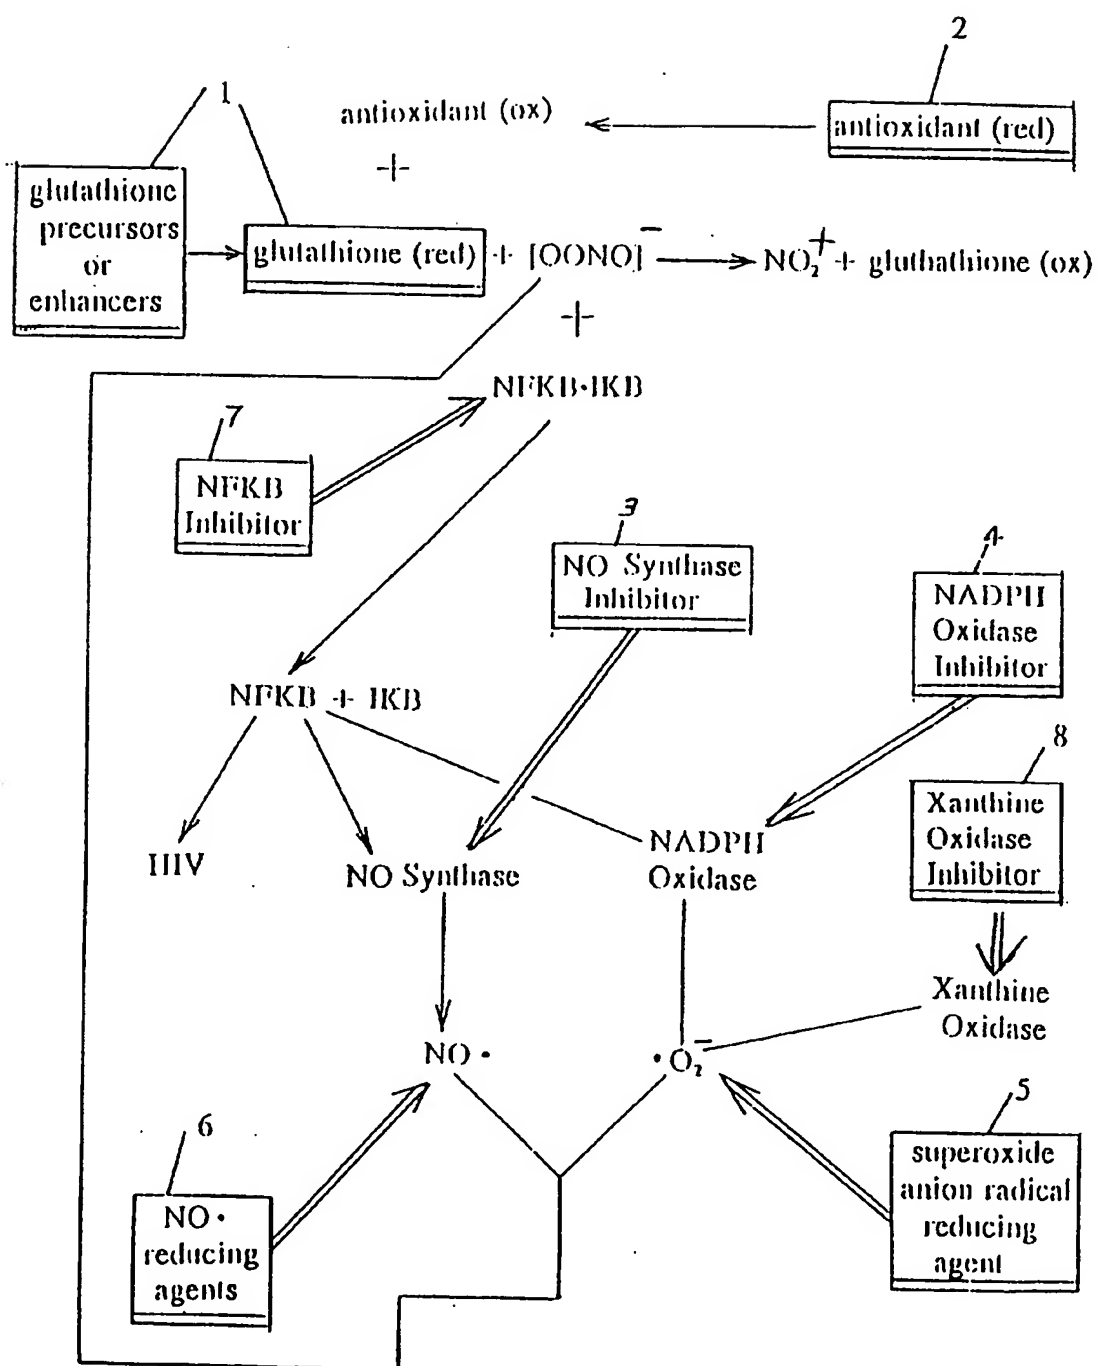 2
1
antioxidant (ox)
antioxidant (red)
+
glutathione
precursors
or
enhancers
glutathione (red) + [OONO]⁻ NO₂⁺ + gluthathione (ox)
+
NFKB·IKB
7
NFKB
Inhibitor
3
NO Synthase
Inhibitor
4
NADPH
Oxidase
Inhibitor
NFKB + IKB
8
Xanthine
Oxidase
Inhibitor
HIV
NO Synthase
NADPH
Oxidase
Xanthine
Oxidase
NO·
·O₂⁻
6
NO·
reducing
agents
5
superoxide
anion radical
reducing
agent